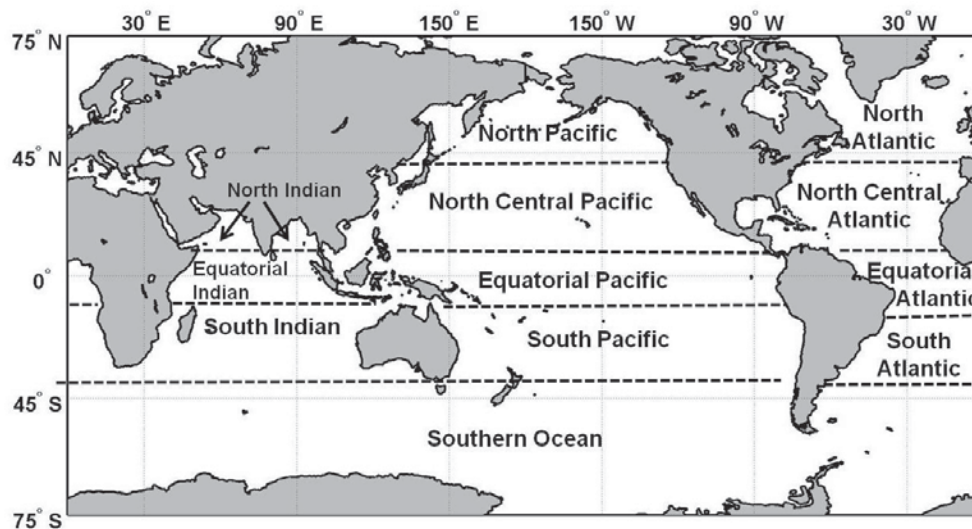 30° E 90° E 150° E 150° W 90° W 30° W
75° N
North Pacific
North Atlantic
45° N
North Indian
North Central Pacific
North Central Atlantic
Equatorial Indian
Equatorial Pacific
Equatorial Atlantic
0°
South Indian
South Pacific
South Atlantic
45° S
Southern Ocean
75° S